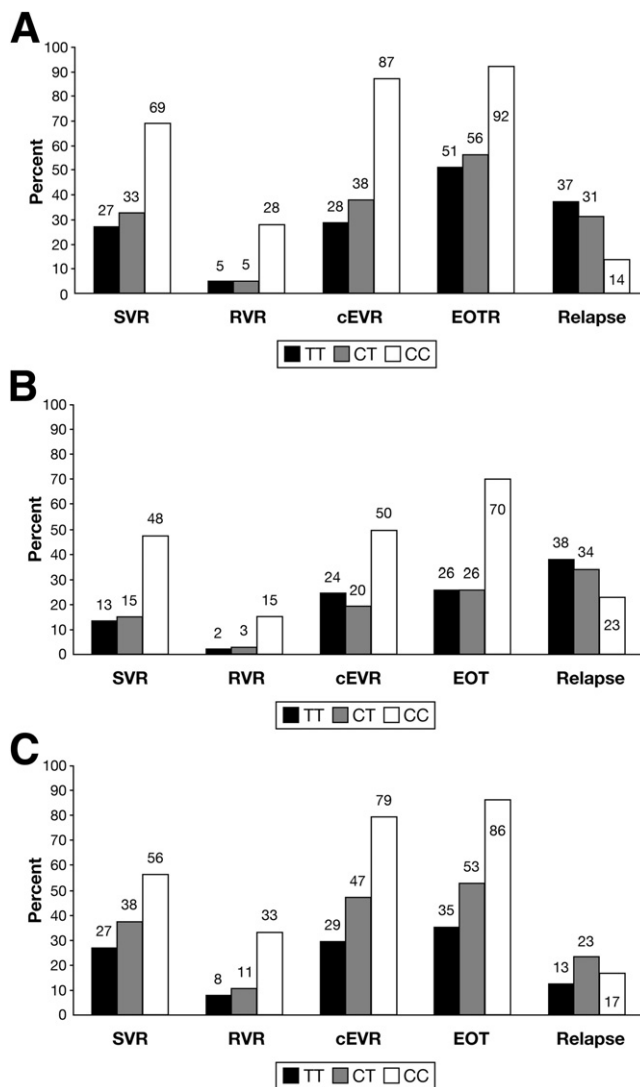 A
100
90
80
70
60
50
40
30
20
10
0
Percent
27 33 69
5 5 28
28 38 87
51 56 92
37 31 14
SVR RVR cEVR EOTR Relapse
TT CT CC
B
100
90
80
70
60
50
40
30
20
10
0
Percent
13 15 48
2 3 15
24 20 50
26 26 70
38 34 23
SVR RVR cEVR EOT Relapse
TT CT CC
C
100
90
80
70
60
50
40
30
20
10
0
Percent
27 38 56
8 11 33
29 47 79
35 53 86
13 23 17
SVR RVR cEVR EOT Relapse
TT CT CC